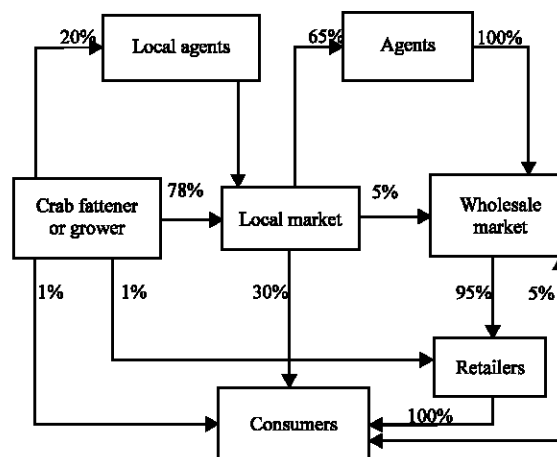 20%
Local agents
65%
Agents
100%
Crab fattener
or grower
78%
Local market
5%
Wholesale
market
1%
1%
30%
95%
5%
Retailers
Consumers
100%